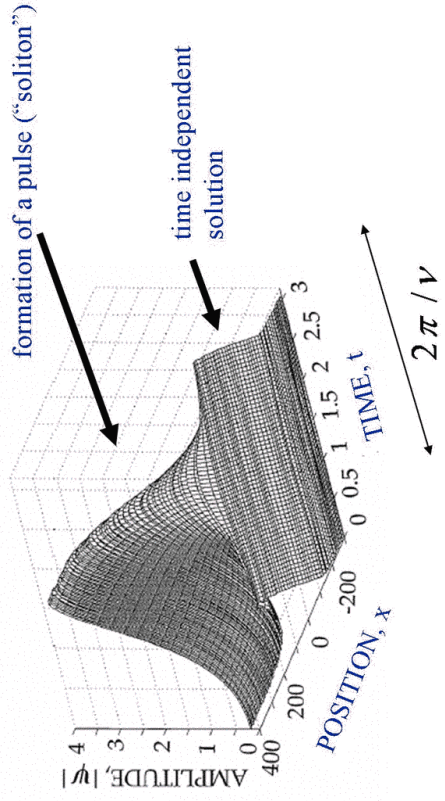 formation of a pulse (“soliton”)
time independent
solution
AMPLITUDE, |ψ|
4
3
2
1
0
400
200
0
-200
POSITION, x
0
0.5
1
1.5
2
2.5
3
TIME, t
2π/ν